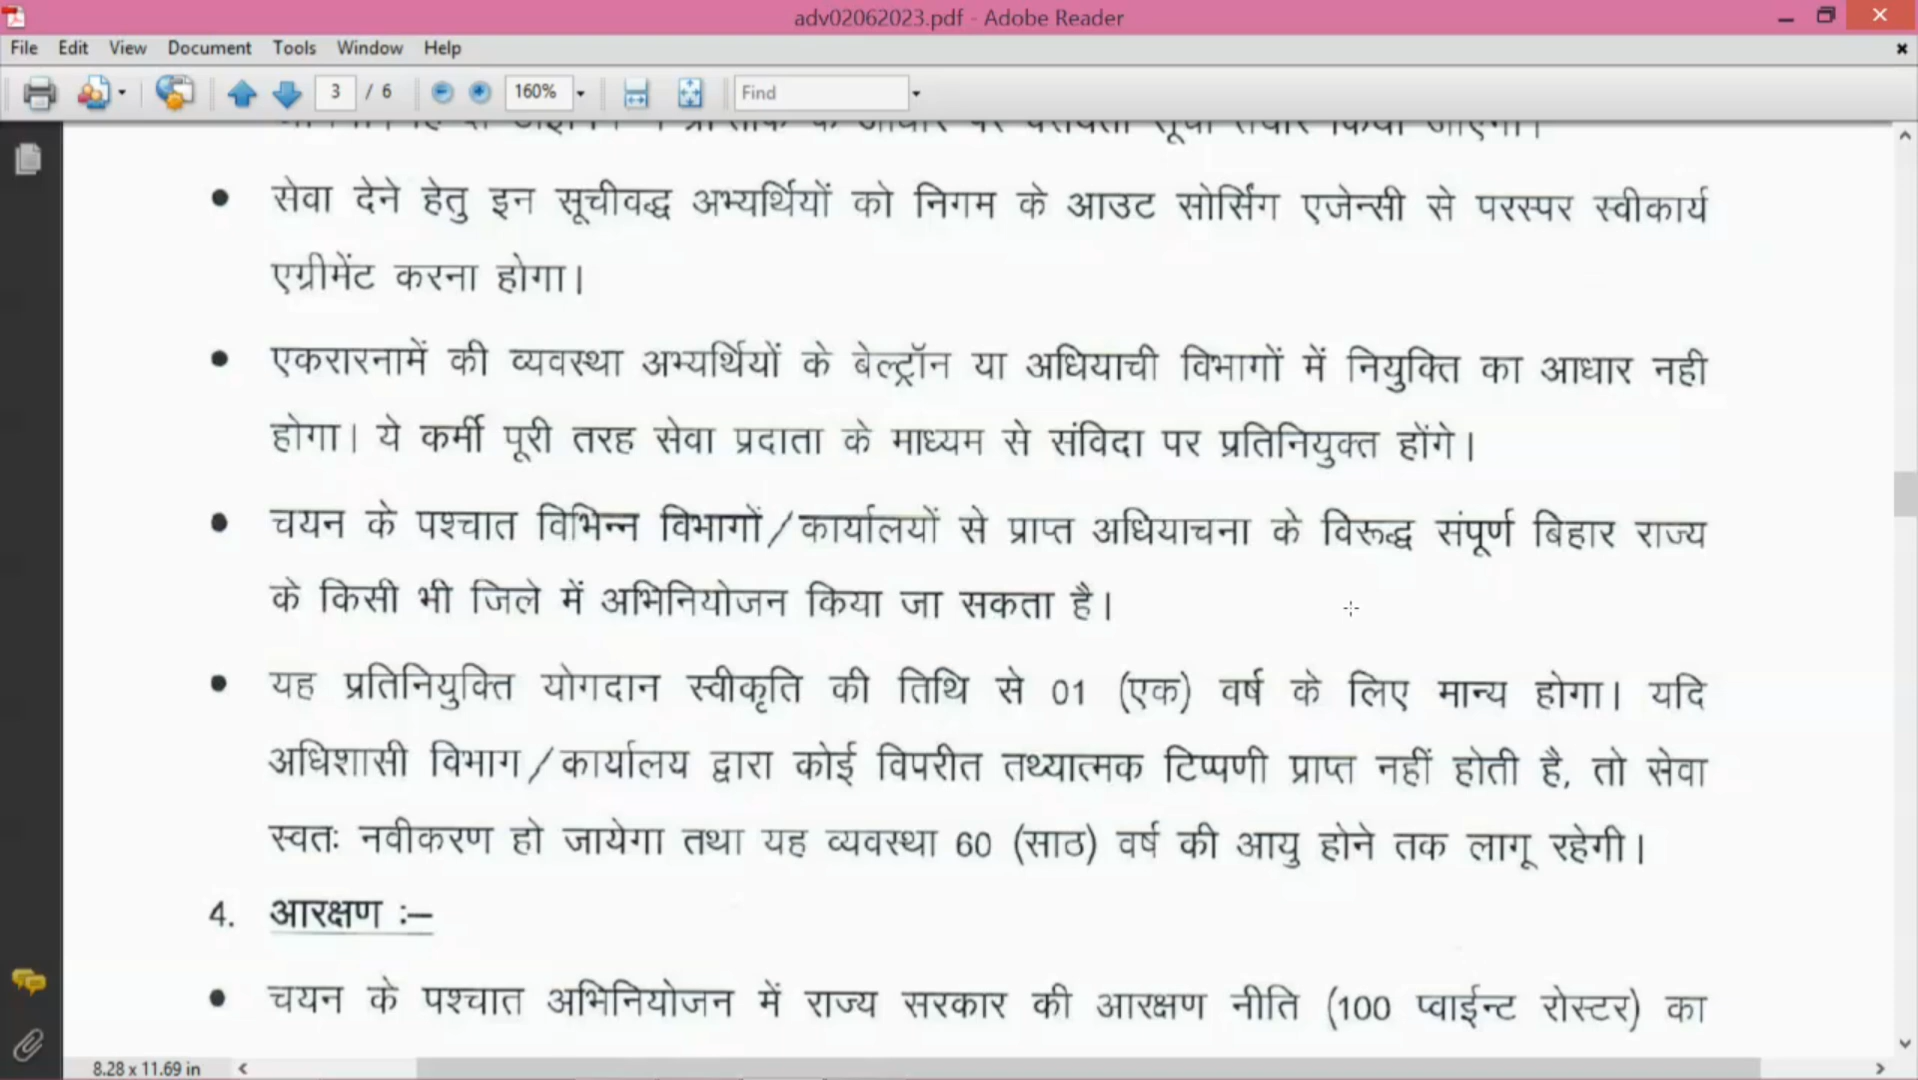 adv02062023.pdf - Adobe Reader
File Edit View Document Tools Window Help
3 / 6 160% Find
सेवा देने हेतु इन सूचीवद्ध अभ्यर्थियों को निगम के आउट सोर्सिंग एजेन्सी से परस्पर स्वीकार्य
एग्रीमेंट करना होगा।
एकरारनामें की व्यवस्था अभ्यर्थियों के बेल्ट्रॉन या अधियाची विभागों में नियुक्ति का आधार नही
होगा। ये कर्मी पूरी तरह सेवा प्रदाता के माध्यम से संविदा पर प्रतिनियुक्त होंगे।
चयन के पश्चात विभिन्न विभागों/कार्यालयों से प्राप्त अधियाचना के विरूद्ध संपूर्ण बिहार राज्य
के किसी भी जिले में अभिनियोजन किया जा सकता है।
यह प्रतिनियुक्ति योगदान स्वीकृति की तिथि से 01 (एक) वर्ष के लिए मान्य होगा। यदि
अधिशासी विभाग/कार्यालय द्वारा कोई विपरीत तथ्यात्मक टिप्पणी प्राप्त नहीं होती है, तो सेवा
स्वतः नवीकरण हो जायेगा तथा यह व्यवस्था 60 (साठ) वर्ष की आयु होने तक लागू रहेगी।
4. आरक्षण :–
चयन के पश्चात अभिनियोजन में राज्य सरकार की आरक्षण नीति (100 प्वाईन्ट रोस्टर) का
8.28 x 11.69 in